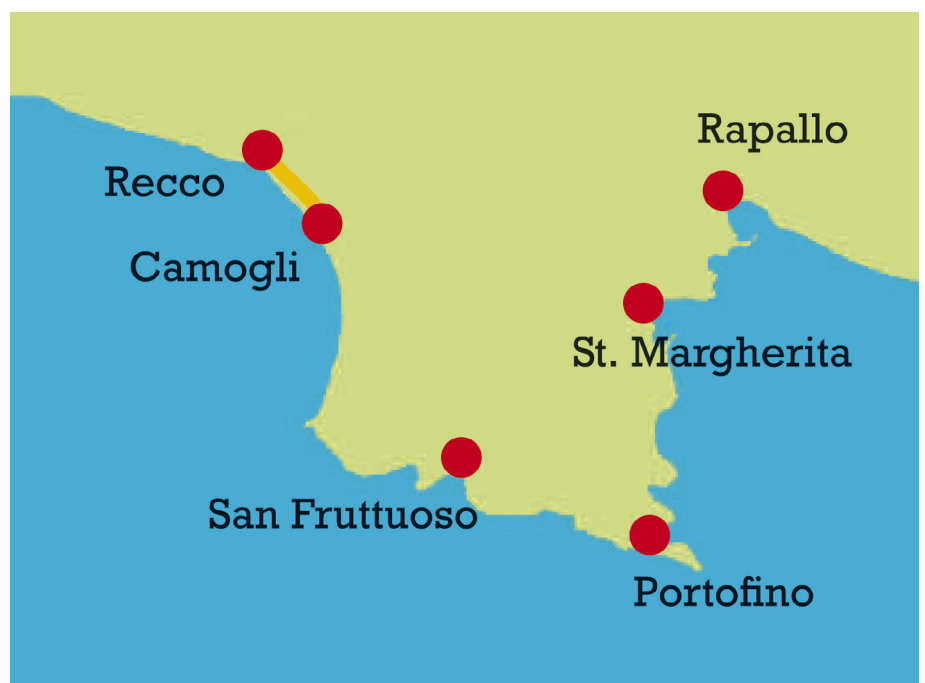 Rapallo
Recco
Camogli
St. Margherita
San Fruttuoso
Portofino